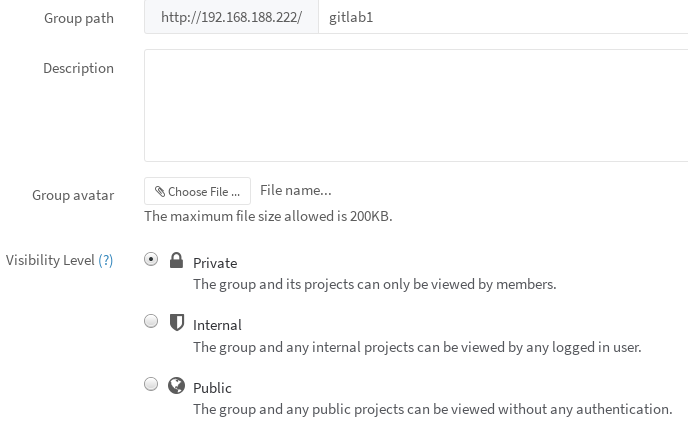 Group path http://192.168.188.222/ gitlab1
Description
Group avatar Choose File ... File name...
The maximum file size allowed is 200KB.
Visibility Level (?) Private
The group and its projects can only be viewed by members.
Internal
The group and any internal projects can be viewed by any logged in user.
Public
The group and any public projects can be viewed without any authentication.